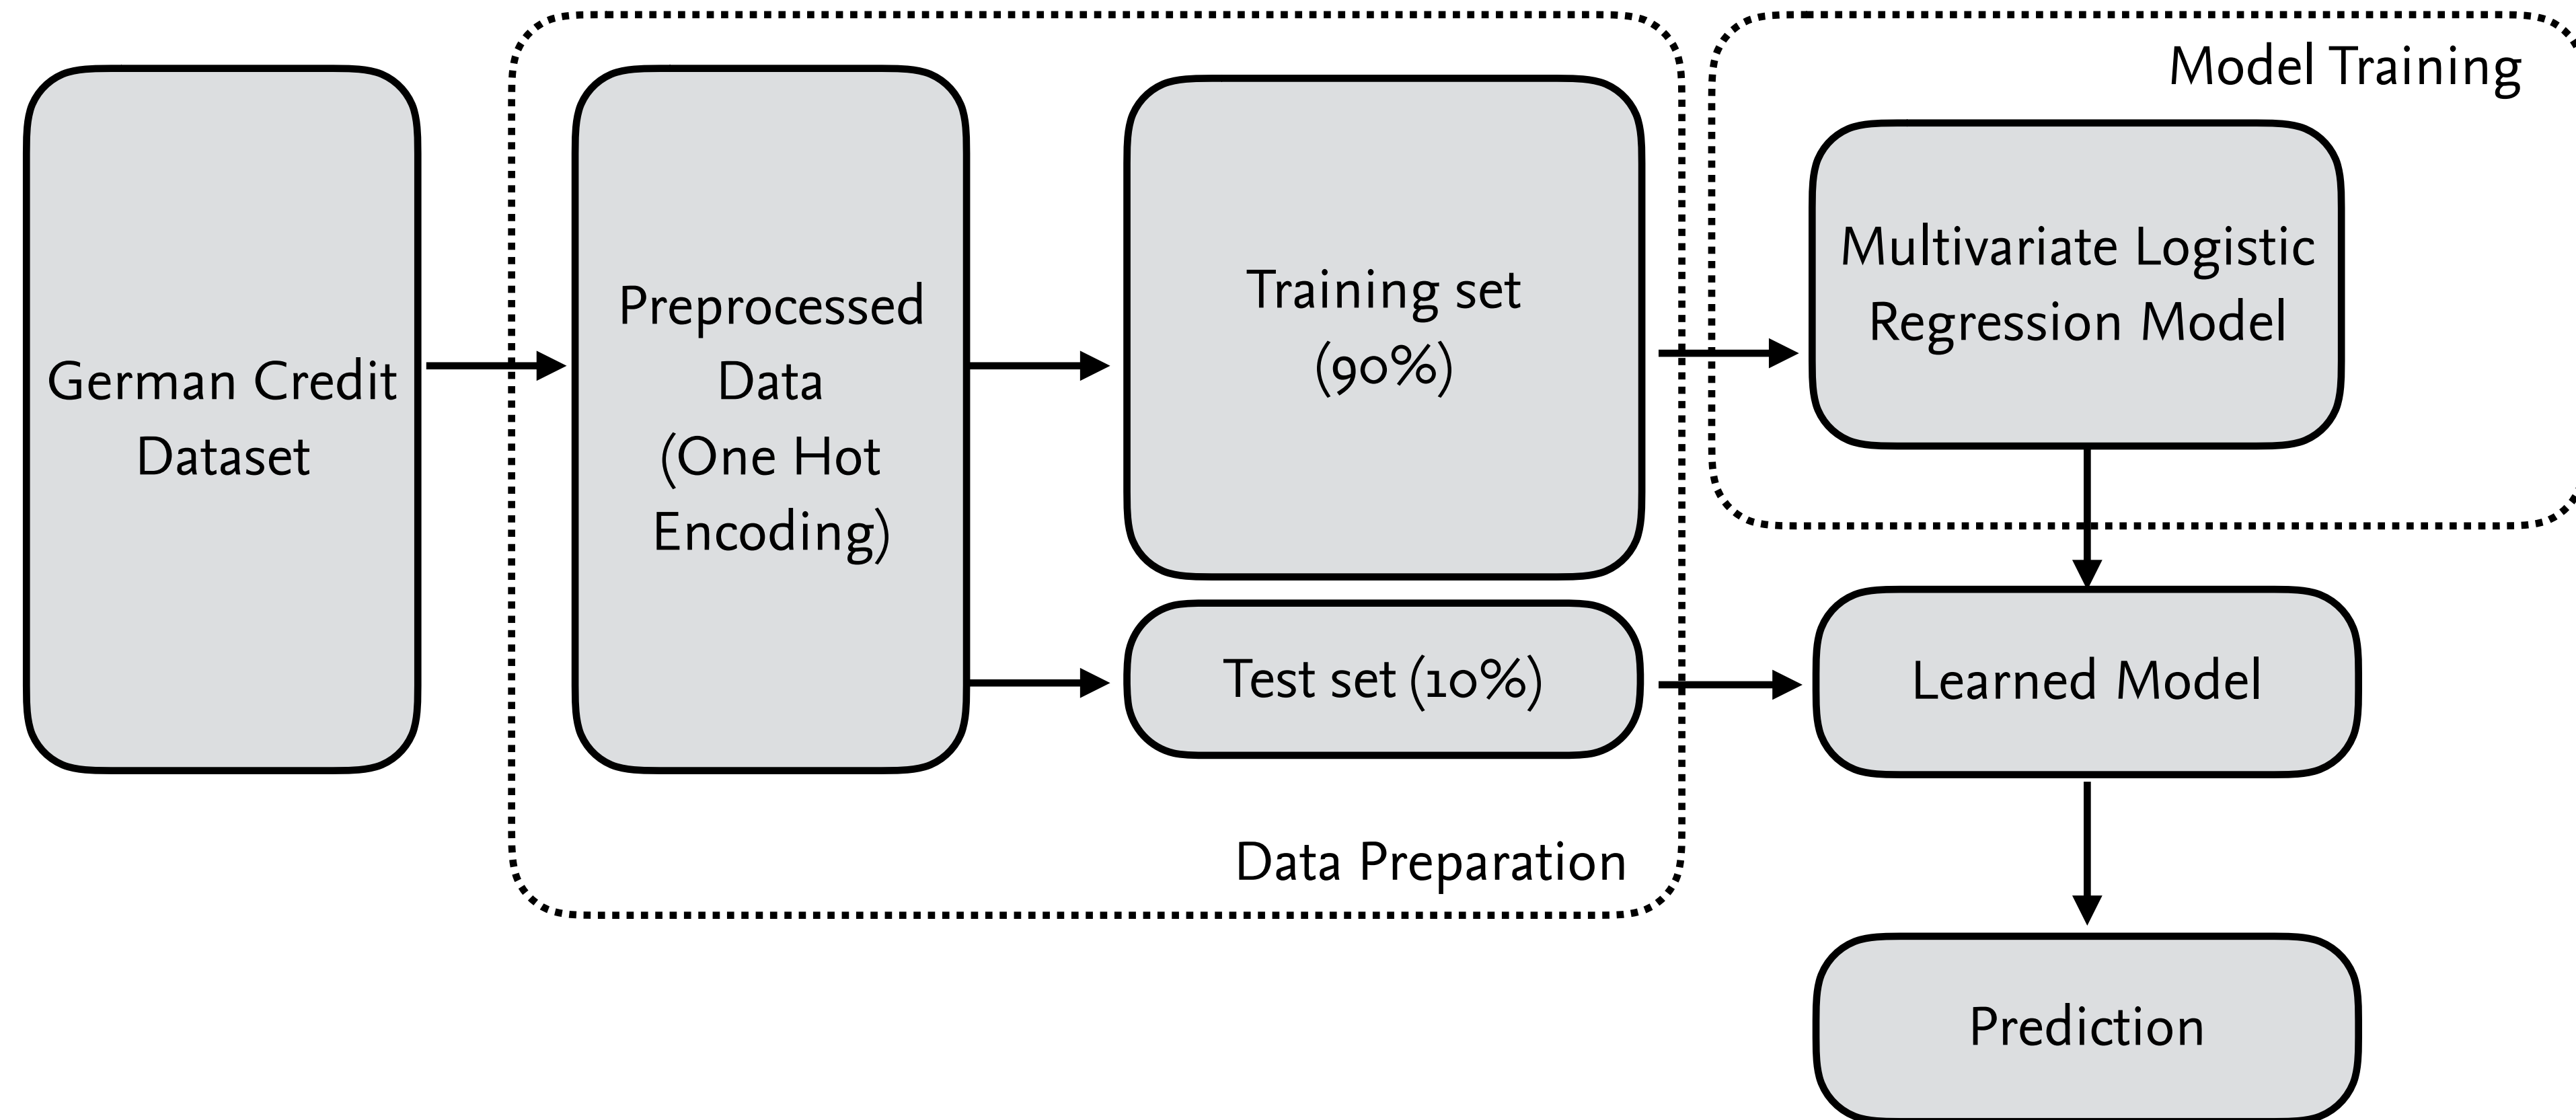 German Credit
Dataset
Preprocessed
Data
(One Hot
Encoding)
Training set
(90%)
Test set (10%)
Data Preparation
Model Training
Multivariate Logistic
Regression Model
Learned Model
Prediction